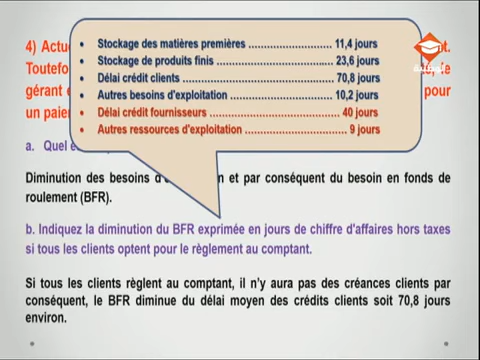 4) Actue
Toutefo
gérant pour
un paie
• Stockage des matières premières ........................... 11,4 jours
• Stockage de produits finis ..................................... 23,6 jours
• Délai crédit clients .................................................. 70,8 jours
• Autres besoins d'exploitation ................................. 10,2 jours
• Délai crédit fournisseurs ........................................... 40 jours
• Autres ressources d'exploitation ................................. 9 jours
a. Quel
Diminution des besoins et par conséquent du besoin en fonds de
roulement (BFR).
b. Indiquez la diminution du BFR exprimée en jours de chiffre d'affaires hors taxes
si tous les clients optent pour le règlement au comptant.
Si tous les clients règlent au comptant, il n'y aura pas des créances clients par
conséquent, le BFR diminue du délai moyen des crédits clients soit 70,8 jours
environ.